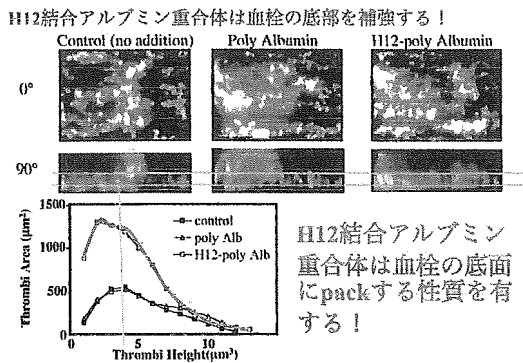 H12結合アルブミン重合体は血栓の底部を補強する！
Control (no addition) Poly Albumin H12-poly Albumin
0°
90°
1500
1000
500
0
Thrombi Area (μm²)
control
poly Alb
H12-poly Alb
0 5 10
Thrombi Height(μm³)
H12結合アルブミン
重合体は血栓の底面
にpackする性質を有
する！